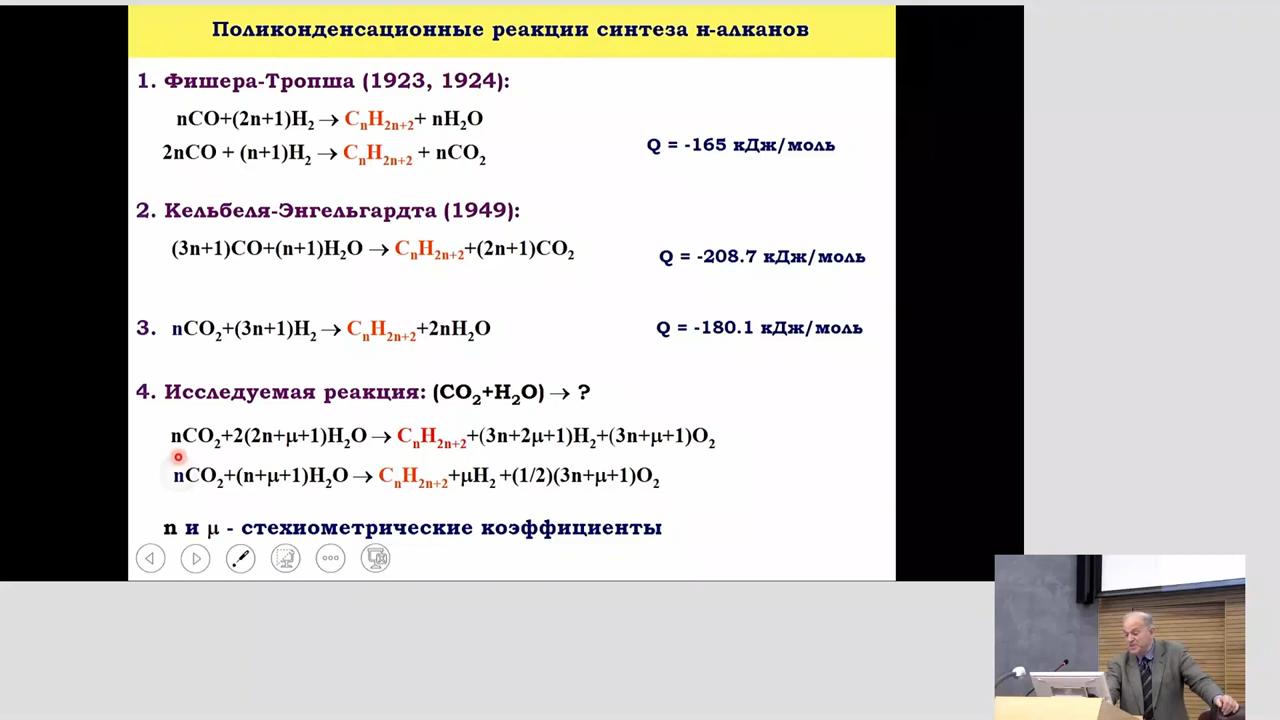 Поликонденсационные реакции синтеза н-алканов
1. Фишера-Тропша (1923, 1924):
nCO+(2n+1)H₂ → CₙH₂ₙ₊₂+ nH₂O
2nCO + (n+1)H₂ → CₙH₂ₙ₊₂ + nCO₂
Q = -165 кДж/моль
2. Кельбеля-Энгельгардта (1949):
(3n+1)CO+(n+1)H₂O → CₙH₂ₙ₊₂+(2n+1)CO₂
Q = -208.7 кДж/моль
3. nCO₂+(3n+1)H₂ → CₙH₂ₙ₊₂+2nH₂O
Q = -180.1 кДж/моль
4. Исследуемая реакция: (CO₂+H₂O) → ?
nCO₂+2(2n+μ+1)H₂O → CₙH₂ₙ₊₂+(3n+2μ+1)H₂+(3n+μ+1)O₂
nCO₂+(n+μ+1)H₂O → CₙH₂ₙ₊₂+μH₂ +(1/2)(3n+μ+1)O₂
n и μ - стехиометрические коэффициенты